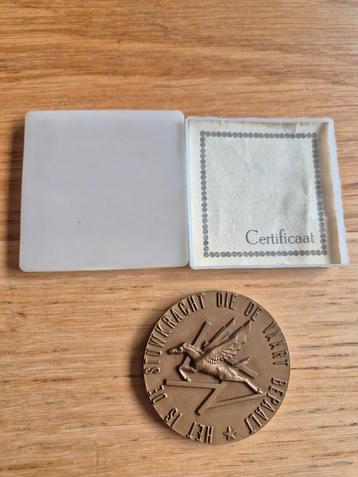 Certificaat
HET IS DE STUWKRACHT DIE DE VAART BEPAALT